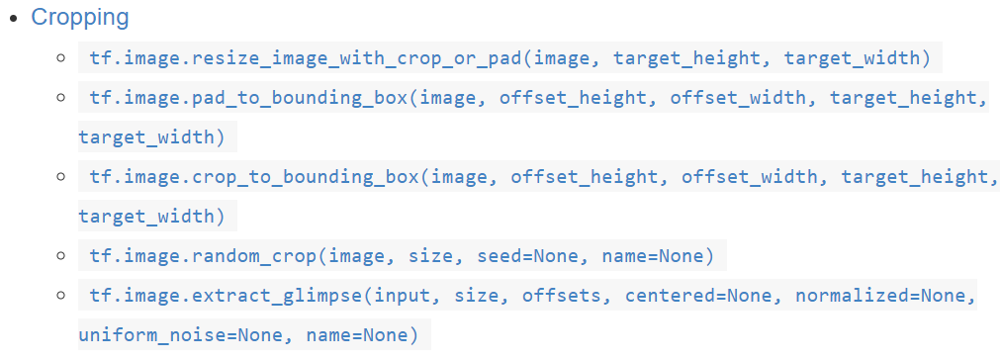 Cropping
tf.image.resize_image_with_crop_or_pad(image, target_height, target_width)
tf.image.pad_to_bounding_box(image, offset_height, offset_width, target_height,
target_width)
tf.image.crop_to_bounding_box(image, offset_height, offset_width, target_height,
target_width)
tf.image.random_crop(image, size, seed=None, name=None)
tf.image.extract_glimpse(input, size, offsets, centered=None, normalized=None,
uniform_noise=None, name=None)